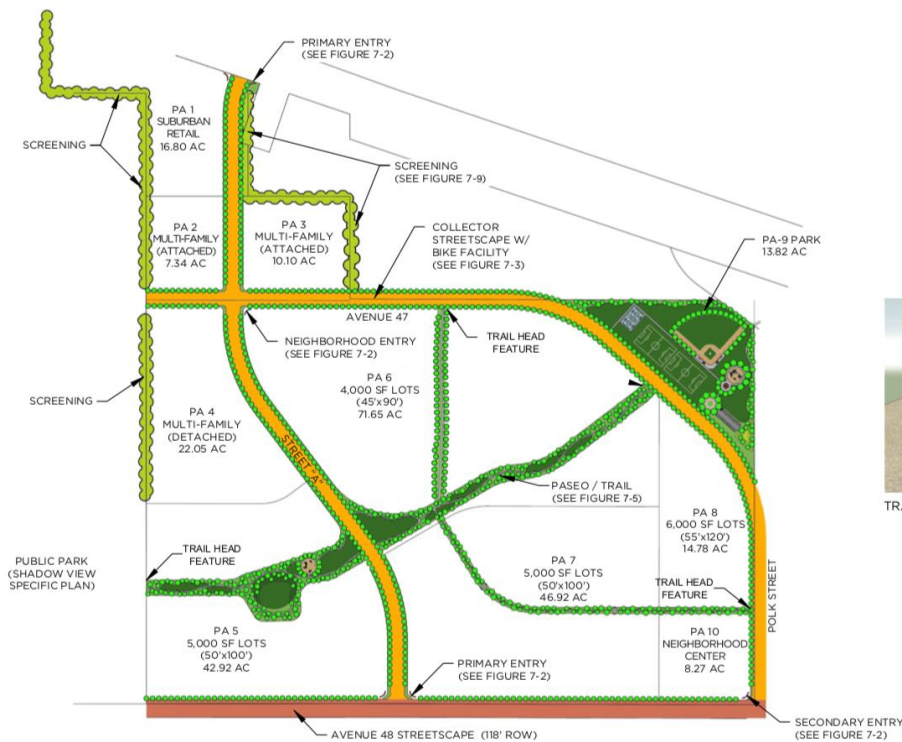 PRIMARY ENTRY
(SEE FIGURE 7-2)
PA 1
SUBURBAN
RETAIL
16.80 AC
SCREENING
SCREENING
(SEE FIGURE 7-9)
PA 2
MULTI-FAMILY
(ATTACHED)
7.34 AC
PA 3
MULTI-FAMILY
(ATTACHED)
10.10 AC
COLLECTOR
STREETSCAPE W/
BIKE FACILITY
(SEE FIGURE 7-3)
PA-9 PARK
13.82 AC
AVENUE 47
NEIGHBORHOOD ENTRY
(SEE FIGURE 7-2)
TRAIL HEAD
FEATURE
PA 6
4,000 SF LOTS
(45'x90')
71.65 AC
SCREENING
PA 4
MULTI-FAMILY
(DETACHED)
22.05 AC
STREET "A"
PASEO / TRAIL
(SEE FIGURE 7-5)
TR
PA 8
6,000 SF LOTS
(55'x120')
14.78 AC
PUBLIC PARK
(SHADOW VIEW
SPECIFIC PLAN)
TRAIL HEAD
FEATURE
PA 7
5,000 SF LOTS
(50'x100')
46.92 AC
TRAIL HEAD
FEATURE
POLK STREET
PA 5
5,000 SF LOTS
(50'x100')
42.92 AC
PA 10
NEIGHBORHOOD
CENTER
8.27 AC
PRIMARY ENTRY
(SEE FIGURE 7-2)
SECONDARY ENTRY
(SEE FIGURE 7-2)
AVENUE 48 STREETSCAPE (118' ROW)